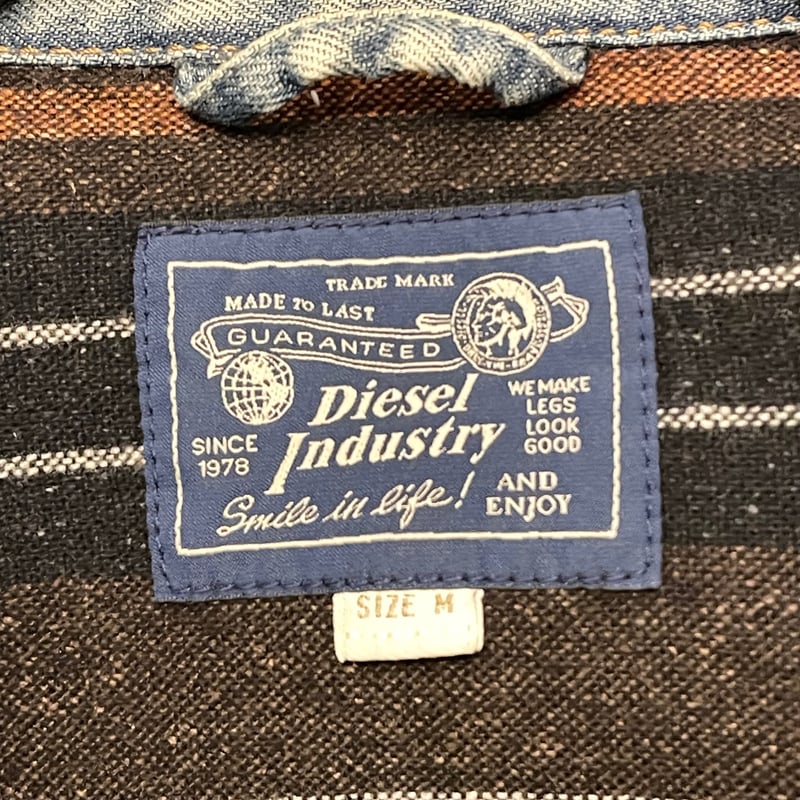 TRADE MARK
MADE TO LAST
GUARANTEED
Diesel
Industry
WE MAKE
LEGS
LOOK
GOOD
SINCE
1978
Smile in life!
AND
ENJOY
SIZE M